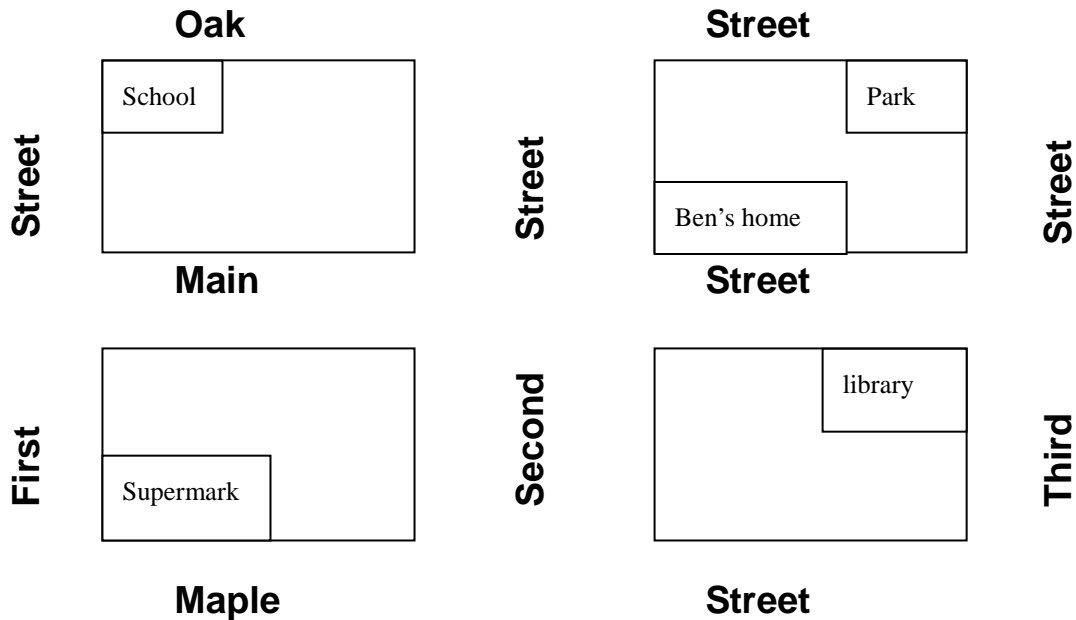 Oak Street
School
Park
Street
Street
Street
Ben’s home
Main Street
library
First
Second
Third
Supermark
Maple Street